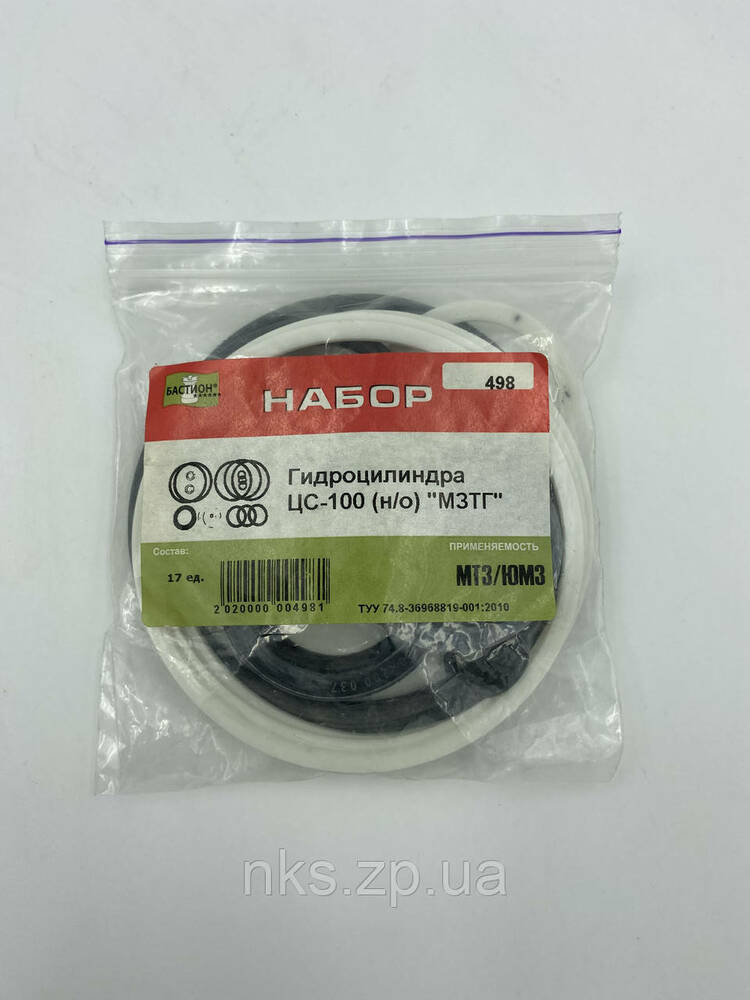 БАСТИОН®
НАБОР
498
Гидроцилиндра
ЦС-100 (н/о) "МЗТГ"
Состав:
17 ед.
2 020000 004981
ПРИМЕНЯЕМОСТЬ
МТЗ/ЮМЗ
ТУУ 74.8-36968819-001:2010
nks.zp.ua